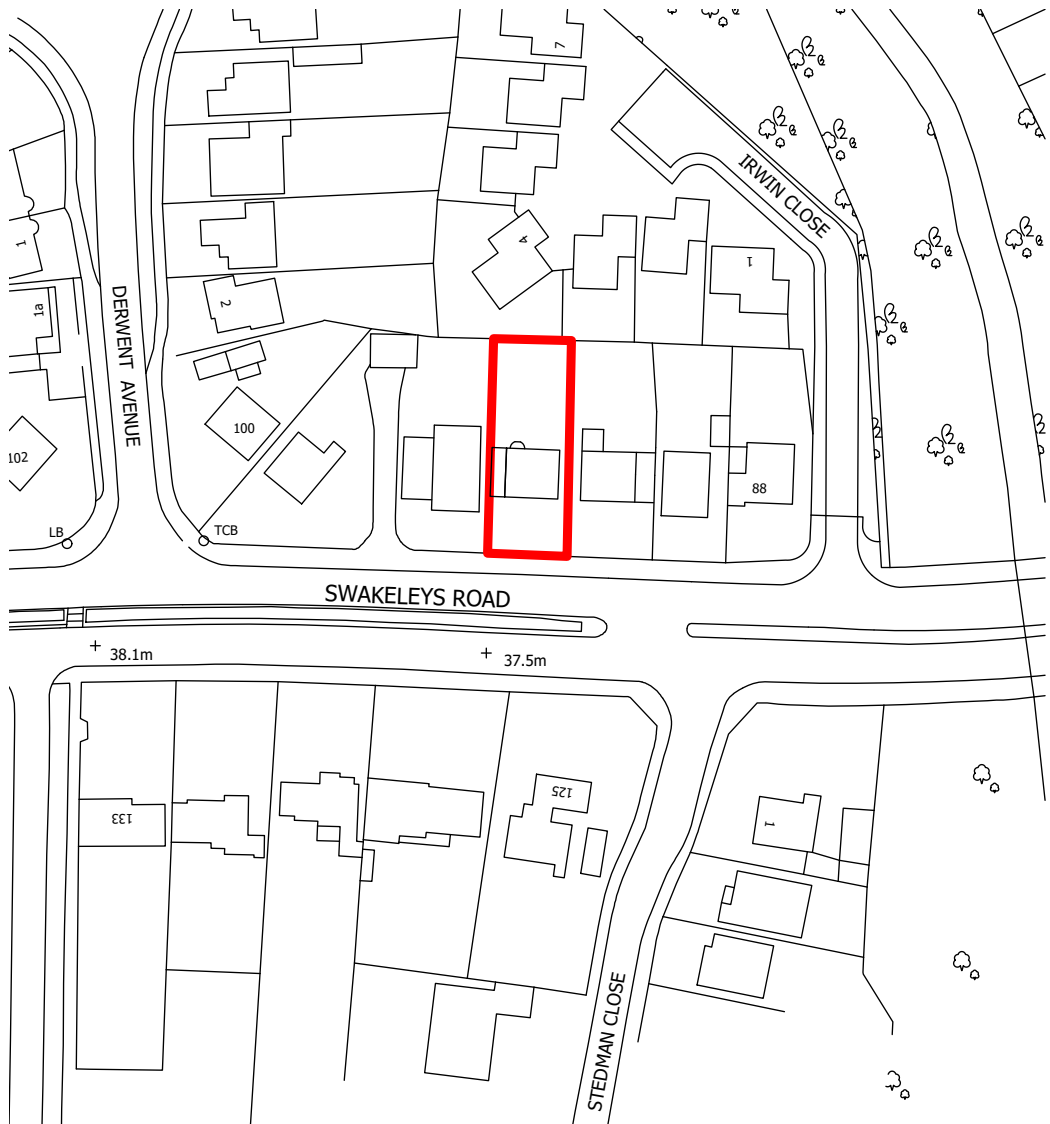 7
IRWIN CLOSE
4
1
1
2
1a
DERWENT AVENUE
100
102
88
LB
TCB
SWAKELEYS ROAD
38.1m
37.5m
125
133
1
STEDMAN CLOSE